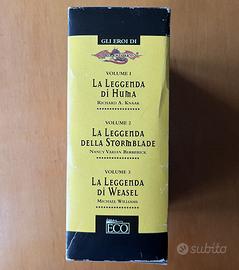 GLI EROI DI
DRAGONLANCE
VOLUME 1
LA LEGGENDA
DI HUMA
RICHARD A. KNAAK
VOLUME 2
LA LEGGENDA
DELLA STORMBLADE
NANCY VARIAN BERBERICK
VOLUME 3
LA LEGGENDA
DI WEASEL
MICHAEL WILLIAMS
ECO
subito